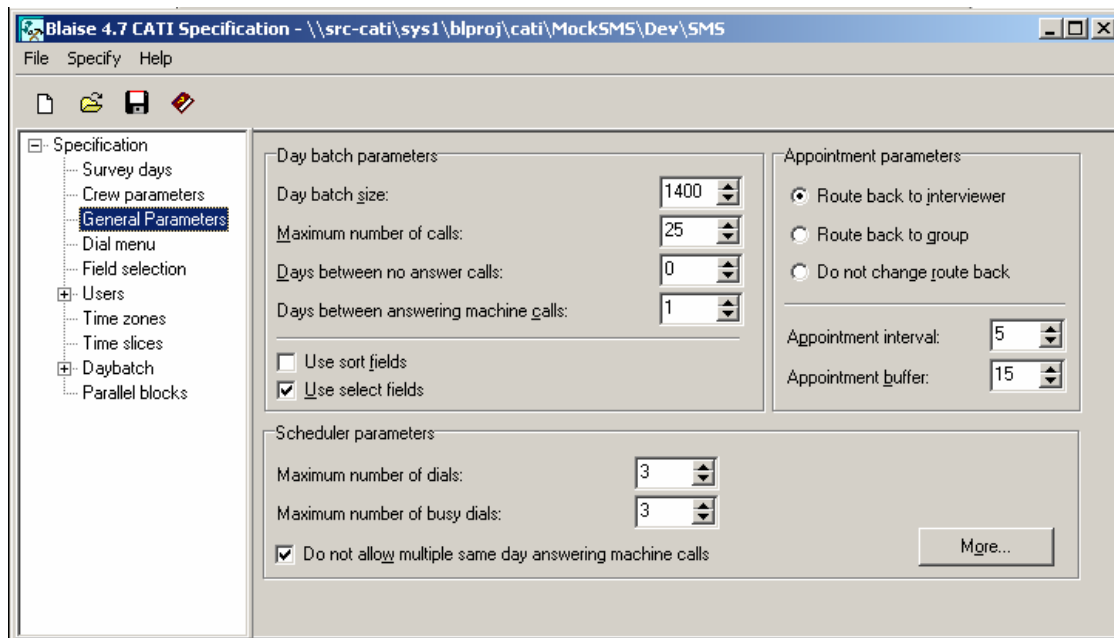 Blaise 4.7 CATI Specification - \\src-cati\sys1\blproj\cati\MockSMS\Dev\SMS
File Specify Help
Specification
Survey days
Crew parameters
General Parameters
Dial menu
Field selection
Users
Time zones
Time slices
Daybatch
Parallel blocks
Day batch parameters
Day batch size: 1400
Maximum number of calls: 25
Days between no answer calls: 0
Days between answering machine calls: 1
Use sort fields
Use select fields
Appointment parameters
Route back to interviewer
Route back to group
Do not change route back
Appointment interval: 5
Appointment buffer: 15
Scheduler parameters
Maximum number of dials: 3
Maximum number of busy dials: 3
Do not allow multiple same day answering machine calls
More...